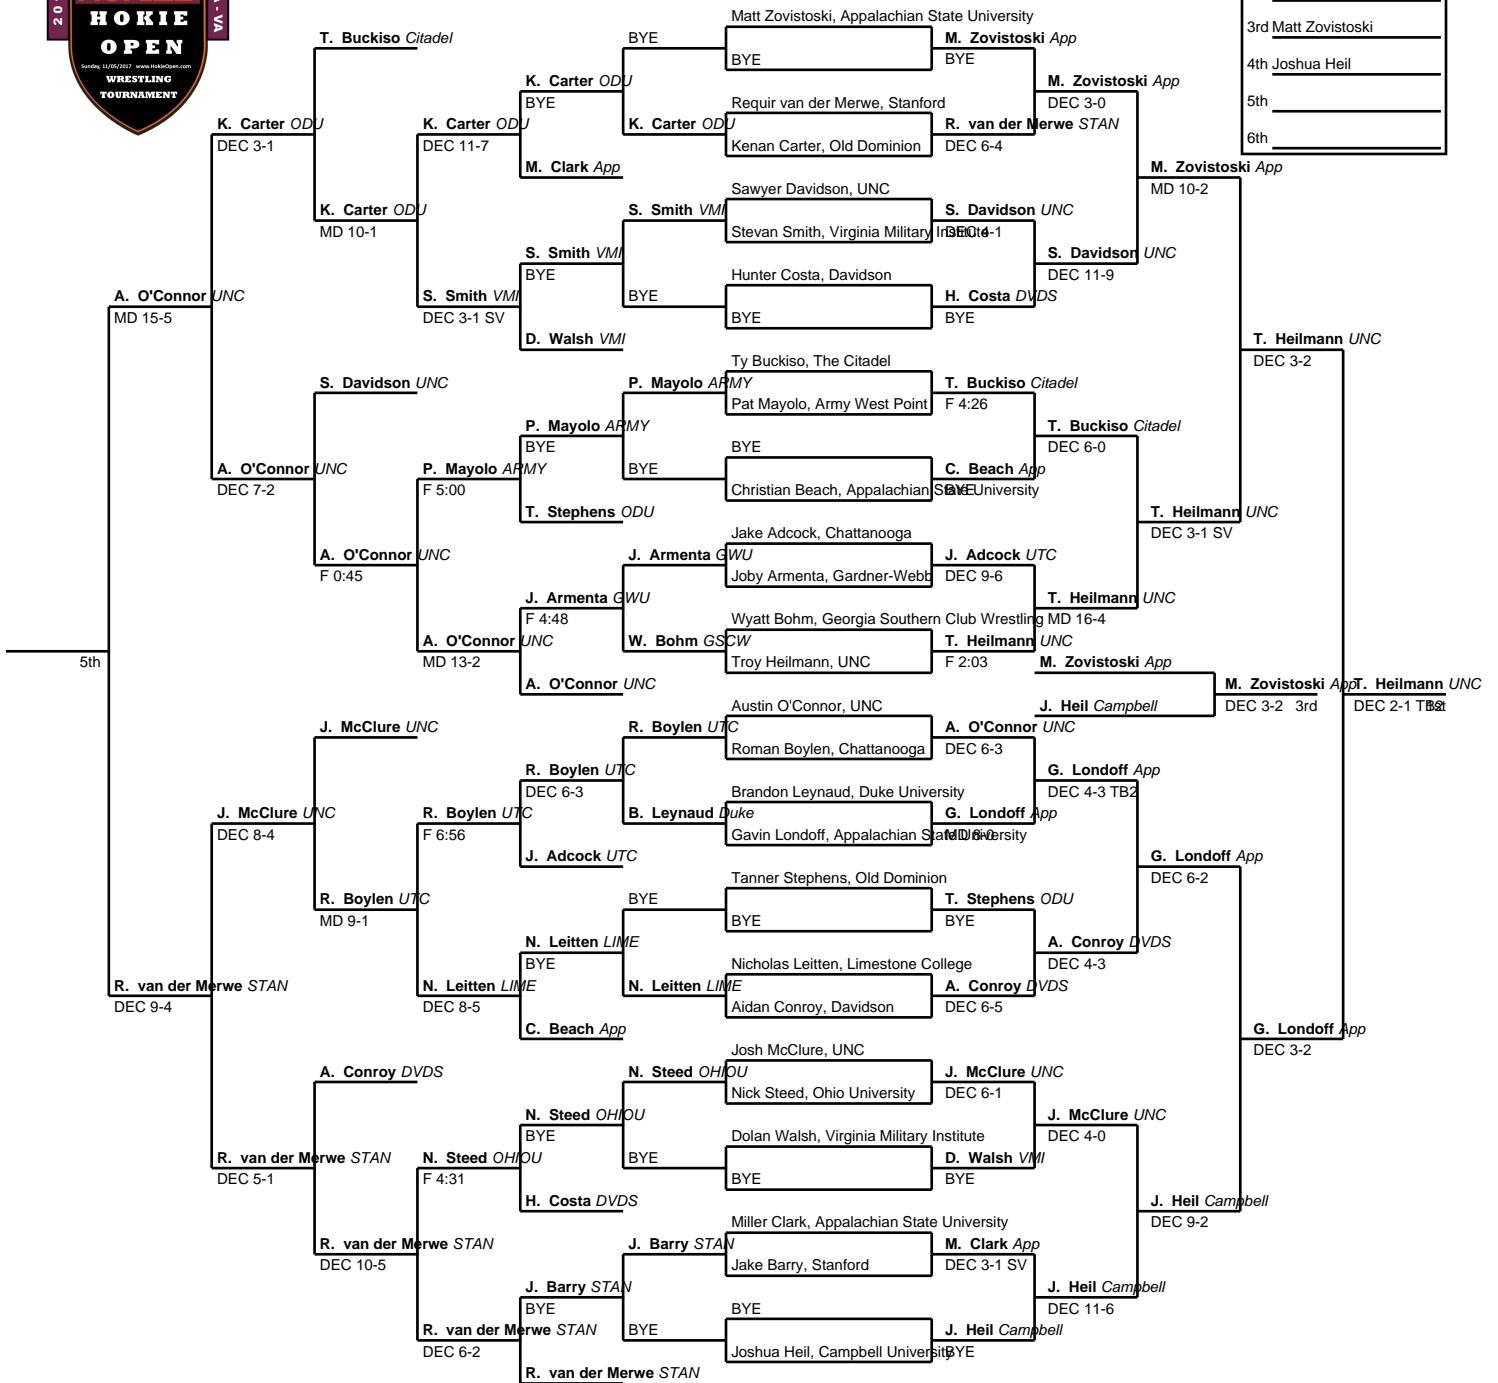 HOKIE
OPEN
Sunday, 11/05/2017 www.HokieOpen.com
WRESTLING
TOURNAMENT
20
A - VA
3rd Matt Zovistoski
4th Joshua Heil
5th
6th
K. Carter ODU
DEC 3-1
A. O'Connor UNC
MD 15-5
A. O'Connor UNC
DEC 7-2
5th
J. McClure UNC
DEC 8-4
R. van der Merwe STAN
DEC 9-4
R. van der Merwe STAN
DEC 5-1
T. Buckiso Citadel
K. Carter ODU
MD 10-1
S. Davidson UNC
A. O'Connor UNC
F 0:45
J. McClure UNC
R. Boylen UTC
MD 9-1
A. Conroy DVDS
R. van der Merwe STAN
DEC 10-5
K. Carter ODU
DEC 11-7
S. Smith VMI
DEC 3-1 SV
P. Mayolo ARMY
F 5:00
A. O'Connor UNC
MD 13-2
R. Boylen UTC
F 6:56
N. Leitten LIME
DEC 8-5
N. Steed OHIOU
F 4:31
R. van der Merwe STAN
DEC 6-2
K. Carter ODU
BYE
M. Clark App
S. Smith VMI
BYE
D. Walsh VMI
P. Mayolo ARMY
BYE
T. Stephens ODU
J. Armenta GWU
F 4:48
A. O'Connor UNC
R. Boylen UTC
DEC 6-3
J. Adcock UTC
N. Leitten LIME
BYE
C. Beach App
N. Steed OHIOU
BYE
H. Costa DVDS
J. Barry STAN
BYE
R. van der Merwe STAN
BYE
K. Carter ODU
S. Smith VMI
BYE
P. Mayolo ARMY
BYE
J. Armenta GWU
W. Bohm GSCW
R. Boylen UTC
B. Leynaud Duke
BYE
N. Leitten LIME
N. Steed OHIOU
BYE
J. Barry STAN
BYE
Matt Zovistoski, Appalachian State University
BYE
Requir van der Merwe, Stanford
Kenan Carter, Old Dominion
Sawyer Davidson, UNC
Stevan Smith, Virginia Military Institute
Hunter Costa, Davidson
BYE
Ty Buckiso, The Citadel
Pat Mayolo, Army West Point
BYE
Christian Beach, Appalachian State University
Jake Adcock, Chattanooga
Joby Armenta, Gardner-Webb
Wyatt Bohm, Georgia Southern Club Wrestling
Troy Heilmann, UNC
Austin O'Connor, UNC
Roman Boylen, Chattanooga
Brandon Leynaud, Duke University
Gavin Londoff, Appalachian State University
Tanner Stephens, Old Dominion
BYE
Nicholas Leitten, Limestone College
Aidan Conroy, Davidson
Josh McClure, UNC
Nick Steed, Ohio University
Dolan Walsh, Virginia Military Institute
BYE
Miller Clark, Appalachian State University
Jake Barry, Stanford
BYE
Joshua Heil, Campbell University
M. Zovistoski App
BYE
R. van der Merwe STAN
DEC 6-4
S. Davidson UNC
DEC 4-1
H. Costa DVDS
BYE
T. Buckiso Citadel
F 4:26
C. Beach App
BYE
J. Adcock UTC
DEC 9-6
T. Heilmann UNC
F 2:03
A. O'Connor UNC
DEC 6-3
G. Londoff App
MD 8-0
T. Stephens ODU
BYE
A. Conroy DVDS
DEC 6-5
J. McClure UNC
DEC 6-1
D. Walsh VMI
BYE
M. Clark App
DEC 3-1 SV
J. Heil Campbell
BYE
M. Zovistoski App
DEC 3-0
S. Davidson UNC
DEC 11-9
T. Buckiso Citadel
DEC 6-0
T. Heilmann UNC
MD 16-4
M. Zovistoski App
J. Heil Campbell
G. Londoff App
DEC 4-3 TB2
A. Conroy DVDS
DEC 4-3
J. McClure UNC
DEC 4-0
J. Heil Campbell
DEC 11-6
M. Zovistoski App
MD 10-2
T. Heilmann UNC
DEC 3-1 SV
M. Zovistoski App
DEC 3-2 3rd
G. Londoff App
DEC 6-2
J. Heil Campbell
DEC 9-2
T. Heilmann UNC
DEC 3-2
G. Londoff App
DEC 3-2
T. Heilmann UNC
DEC 2-1 TB2
1st